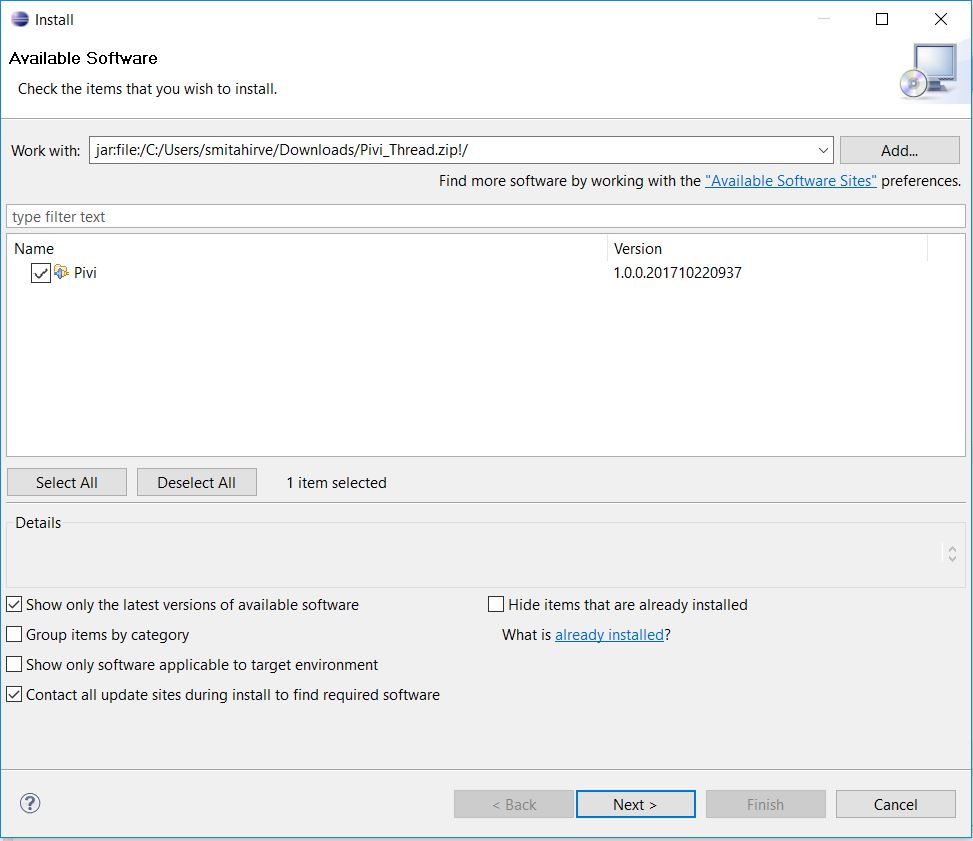 Install
Available Software
Check the items that you wish to install.
Work with: jar:file:/C:/Users/smitahirve/Downloads/Pivi_Thread.zip!/ Add...
Find more software by working with the "Available Software Sites" preferences.
type filter text
Name Version
Pivi 1.0.0.201710220937
Select All Deselect All 1 item selected
Details
Show only the latest versions of available software Hide items that are already installed
Group items by category What is already installed?
Show only software applicable to target environment
Contact all update sites during install to find required software
? < Back Next > Finish Cancel